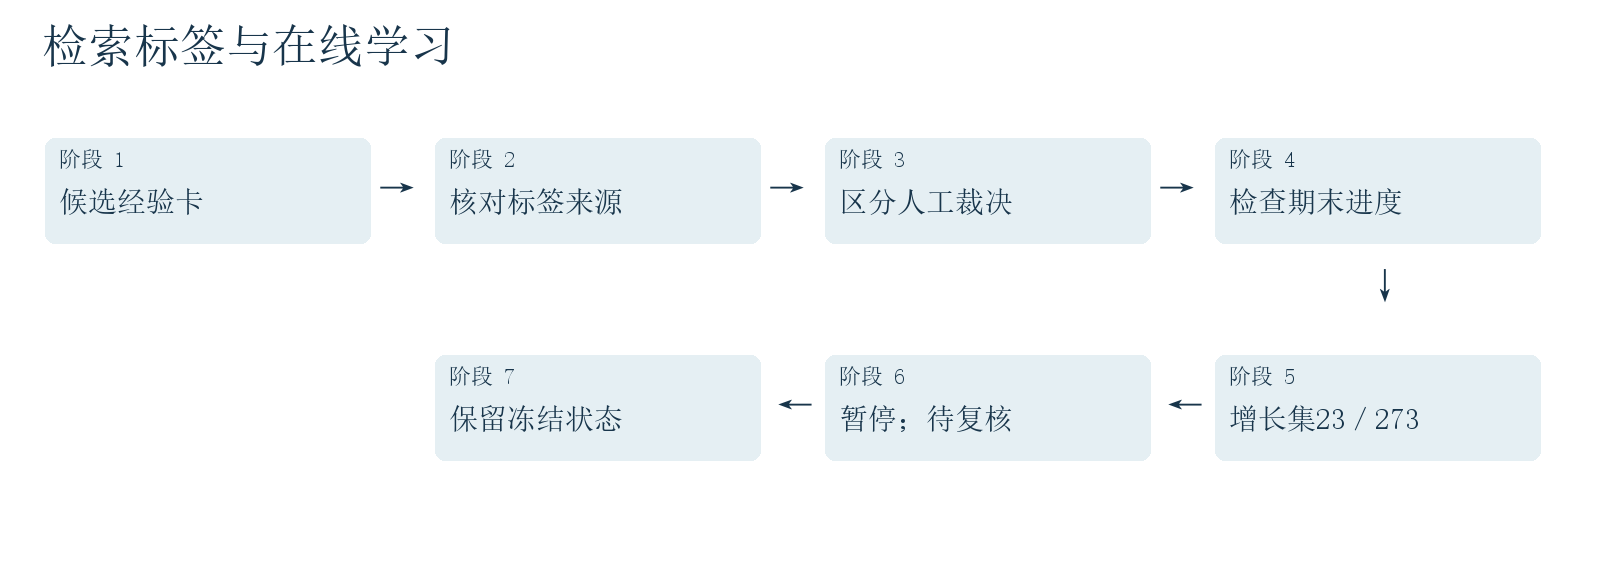 检索标签与在线学习
阶段 1
候选经验卡
阶段 2
核对标签来源
阶段 3
区分人工裁决
阶段 4
检查期末进度
阶段 5
增长集23 / 273
阶段 6
暂停；待复核
阶段 7
保留冻结状态